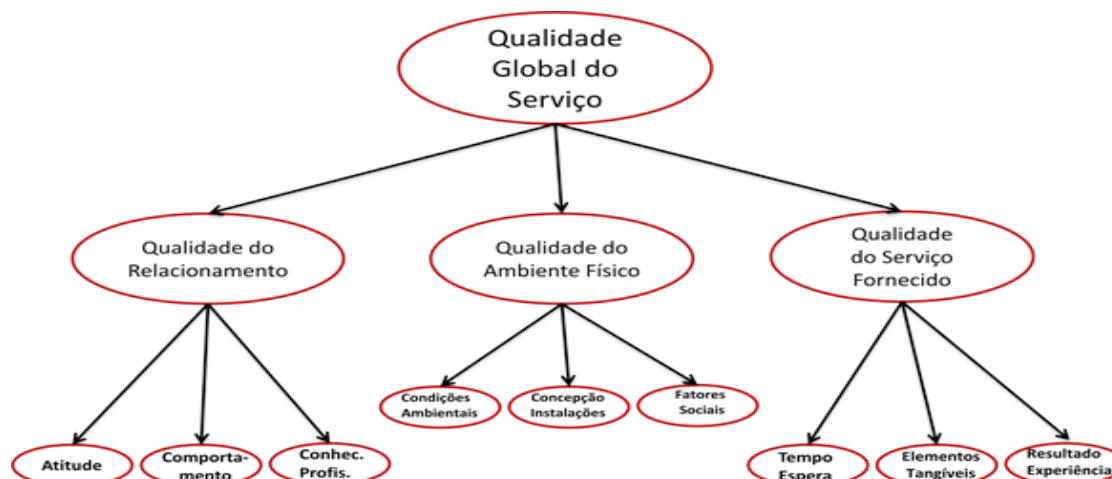 Qualidade
Global do
Serviço
Qualidade do
Relacionamento
Qualidade do
Ambiente Físico
Qualidade
do Serviço
Fornecido
Condições
Ambientais
Concepção
Instalações
Fatores
Sociais
Atitude
Comporta-
mento
Conhec.
Profis.
Tempo
Espera
Elementos
Tangíveis
Resultado
Experiência